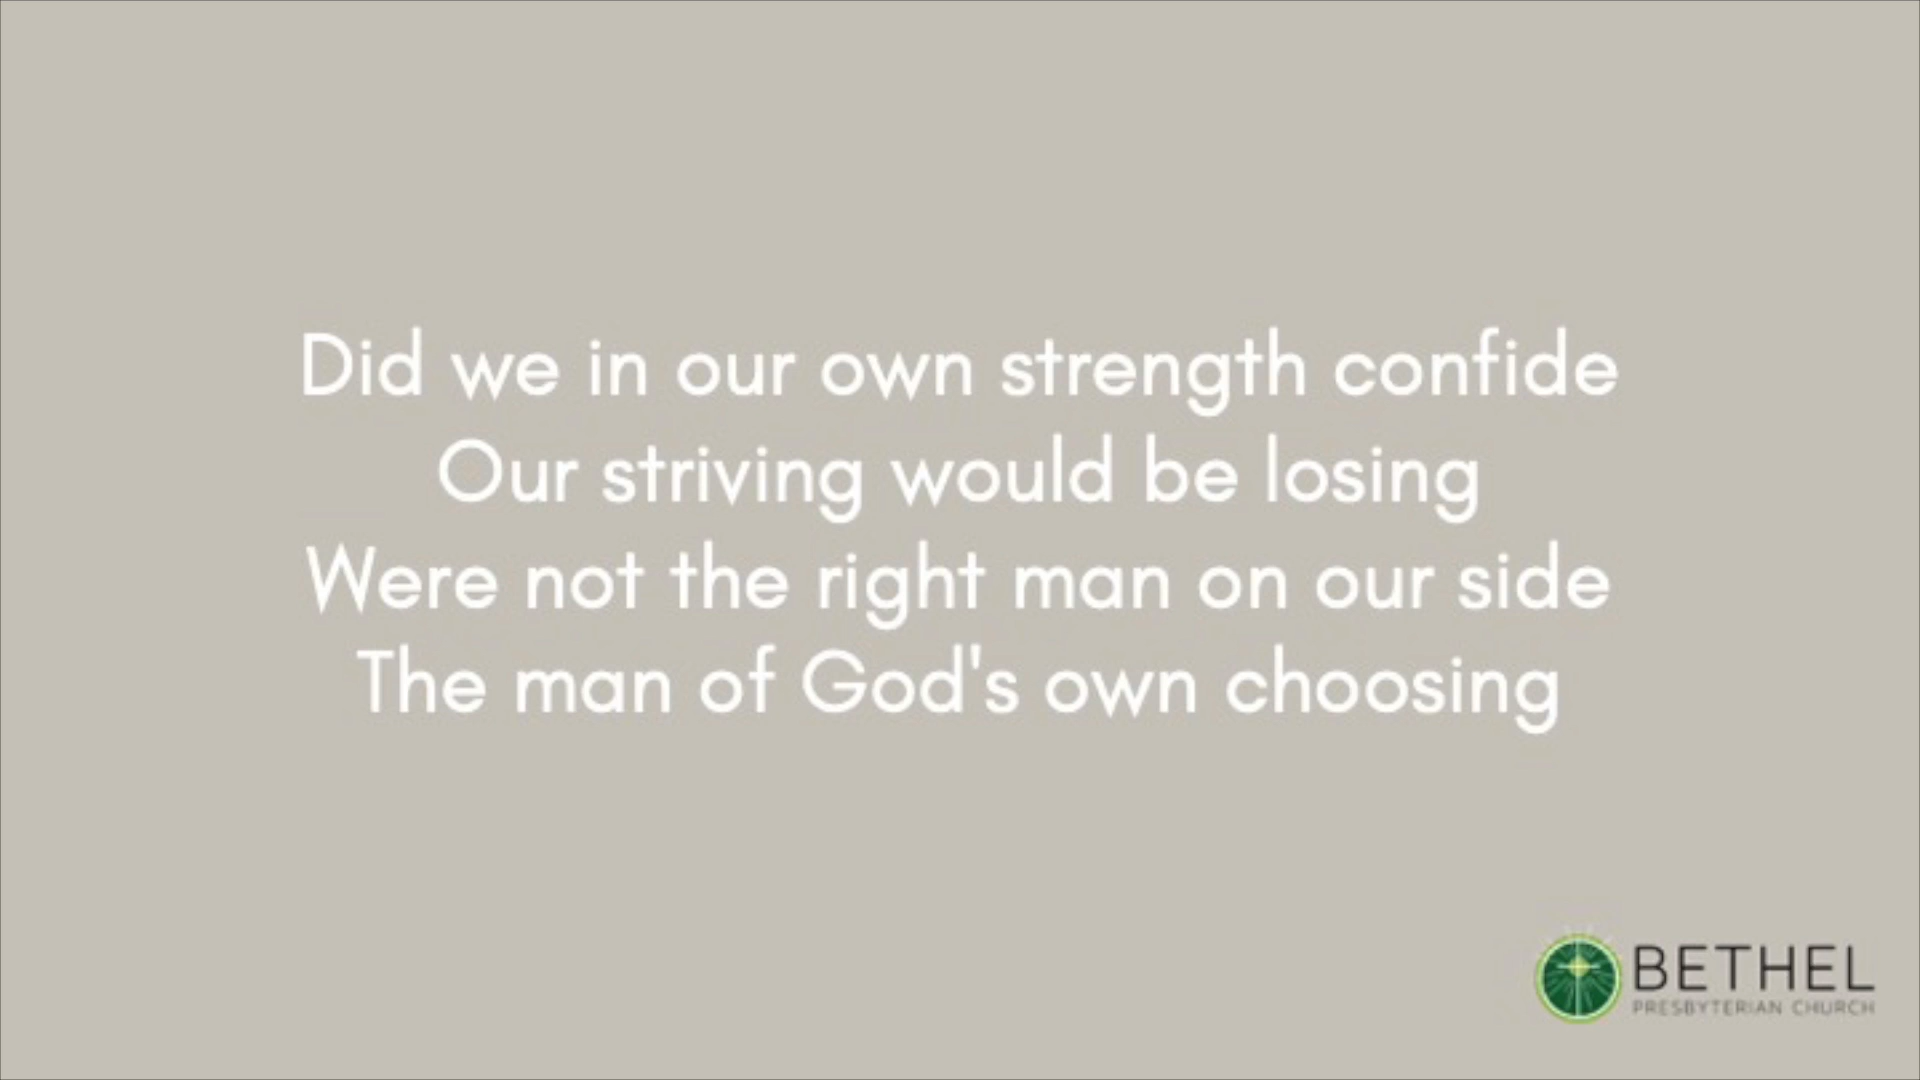 Did we in our own strength confide
Our striving would be losing
Were not the right man on our side
The man of God's own choosing
BETHEL
PRESBYTERIAN CHURCH